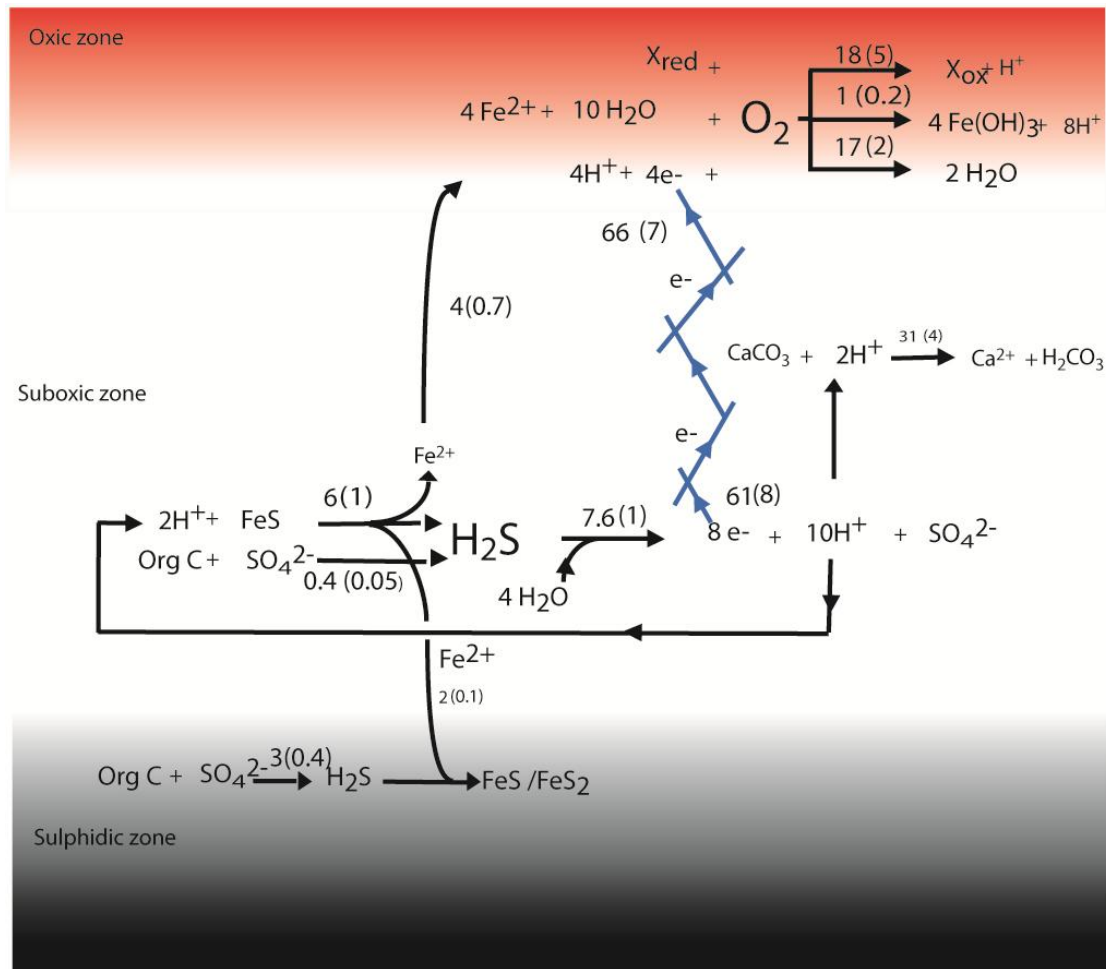 Oxic zone
X_red +
18 (5)
X_ox + H⁺
4 Fe²⁺ + 10 H₂O + O₂
1 (0.2)
4 Fe(OH)₃ + 8H⁺
17 (2)
4H⁺ + 4e- +
2 H₂O
66 (7)
e-
4(0.7)
CaCO₃ + 2H⁺
31 (4)
Ca²⁺ + H₂CO₃
Suboxic zone
e-
Fe²⁺
6(1)
61(8)
2H⁺ + FeS
H₂S
7.6 (1)
8 e- + 10H⁺ + SO₄²⁻
Org C + SO₄²⁻
0.4 (0.05)
4 H₂O
Fe²⁺
2 (0.1)
Org C + SO₄²⁻
3(0.4)
H₂S
FeS /FeS₂
Sulphidic zone